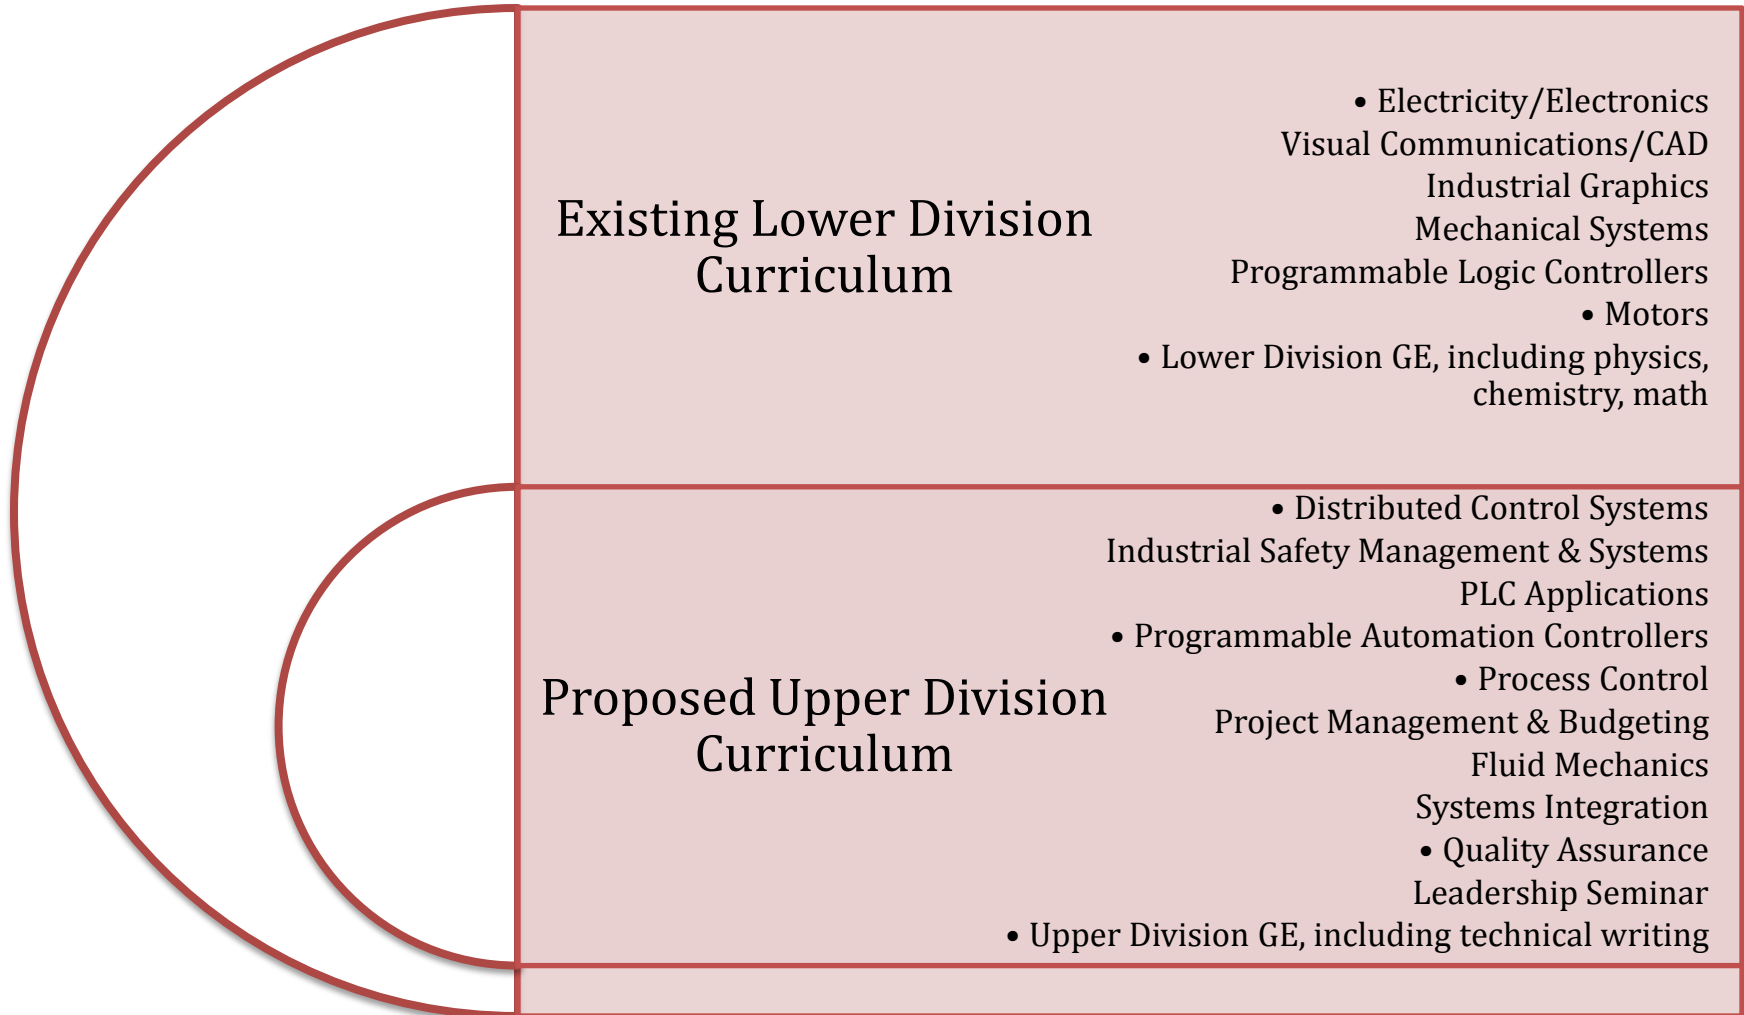 Existing Lower Division
Curriculum
• Electricity/Electronics
Visual Communications/CAD
Industrial Graphics
Mechanical Systems
Programmable Logic Controllers
• Motors
• Lower Division GE, including physics,
chemistry, math
Proposed Upper Division
Curriculum
• Distributed Control Systems
Industrial Safety Management & Systems
PLC Applications
• Programmable Automation Controllers
• Process Control
Project Management & Budgeting
Fluid Mechanics
Systems Integration
• Quality Assurance
Leadership Seminar
• Upper Division GE, including technical writing